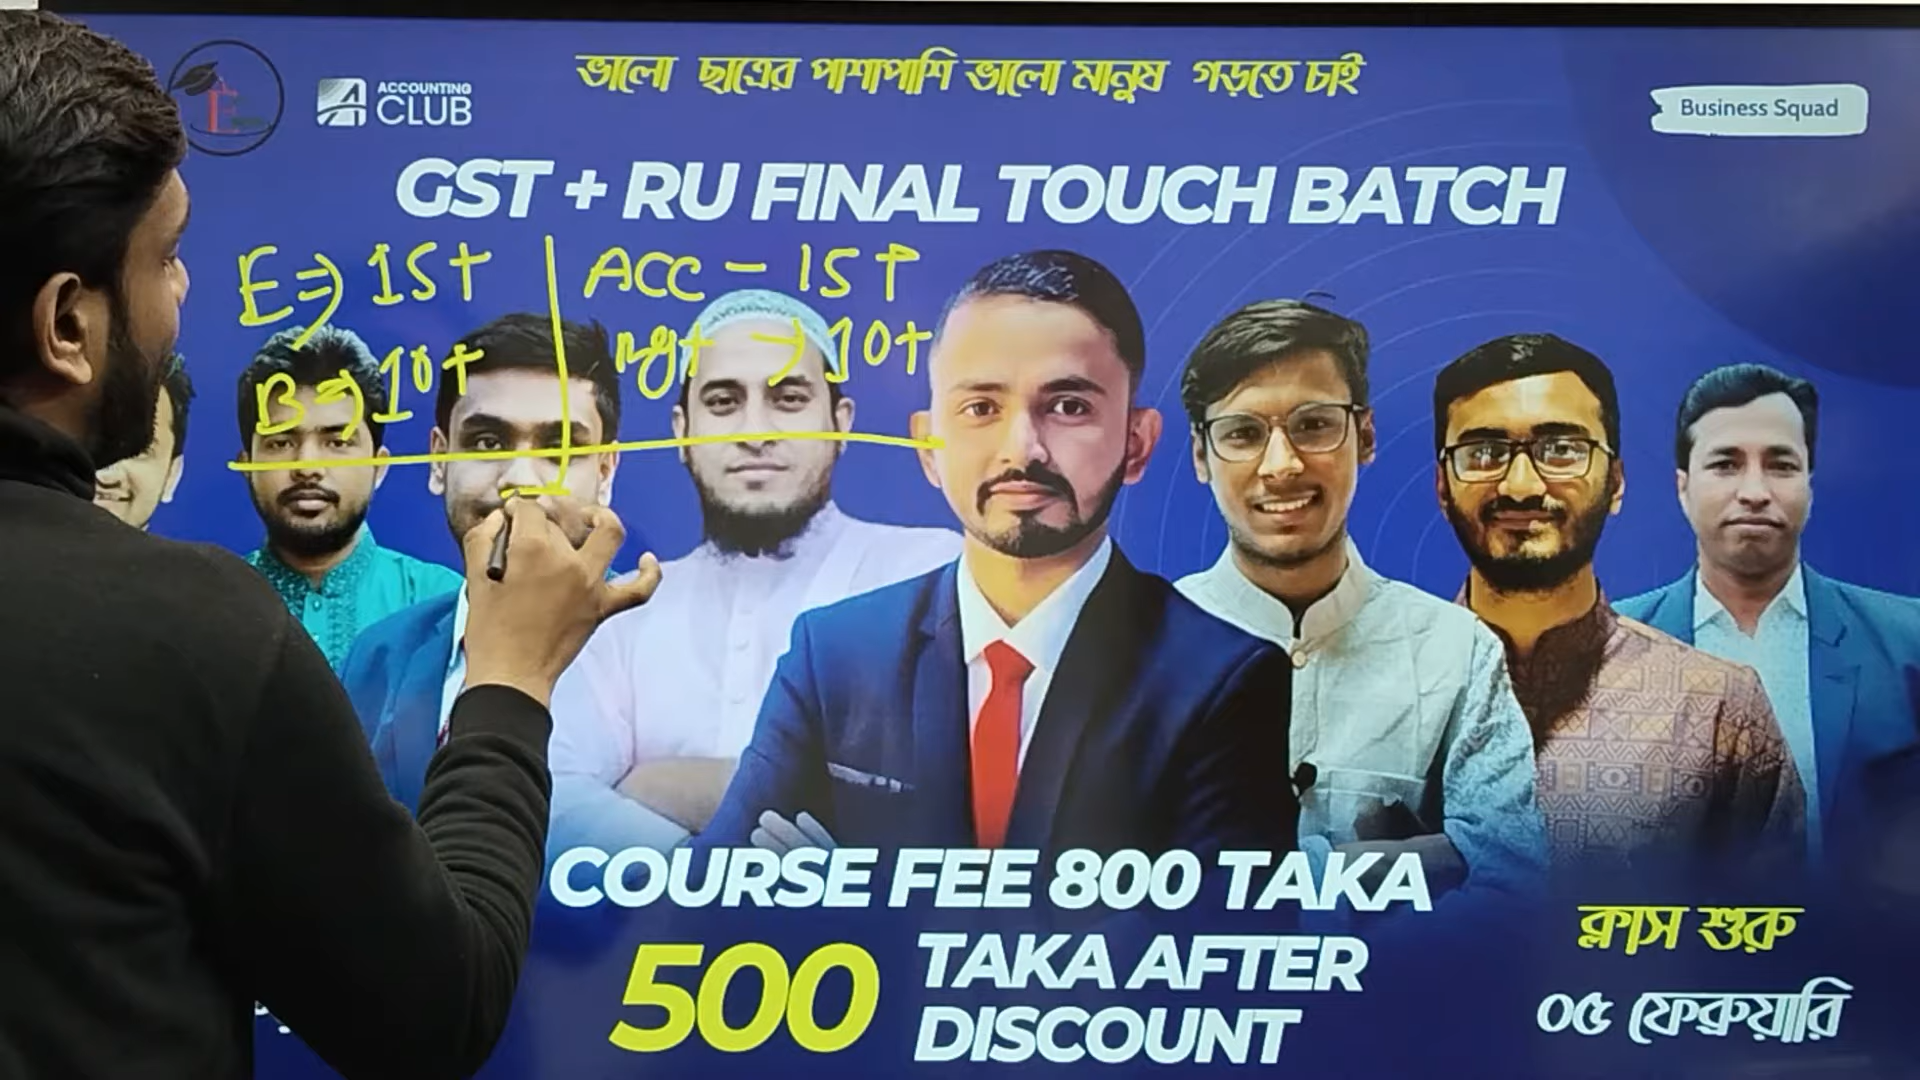 ভালো ছাত্রের পাশাপাশি ভালো মানুষ গড়তে চাই
ACCOUNTING
CLUB
Business Squad
GST + RU FINAL TOUCH BATCH
E⇒ 15+
B⇒ 10+
ACC - 15↑
mgt → 10+
COURSE FEE 800 TAKA
500 TAKA AFTER
DISCOUNT
ক্লাস শুরু
০৫ ফেব্রুয়ারি